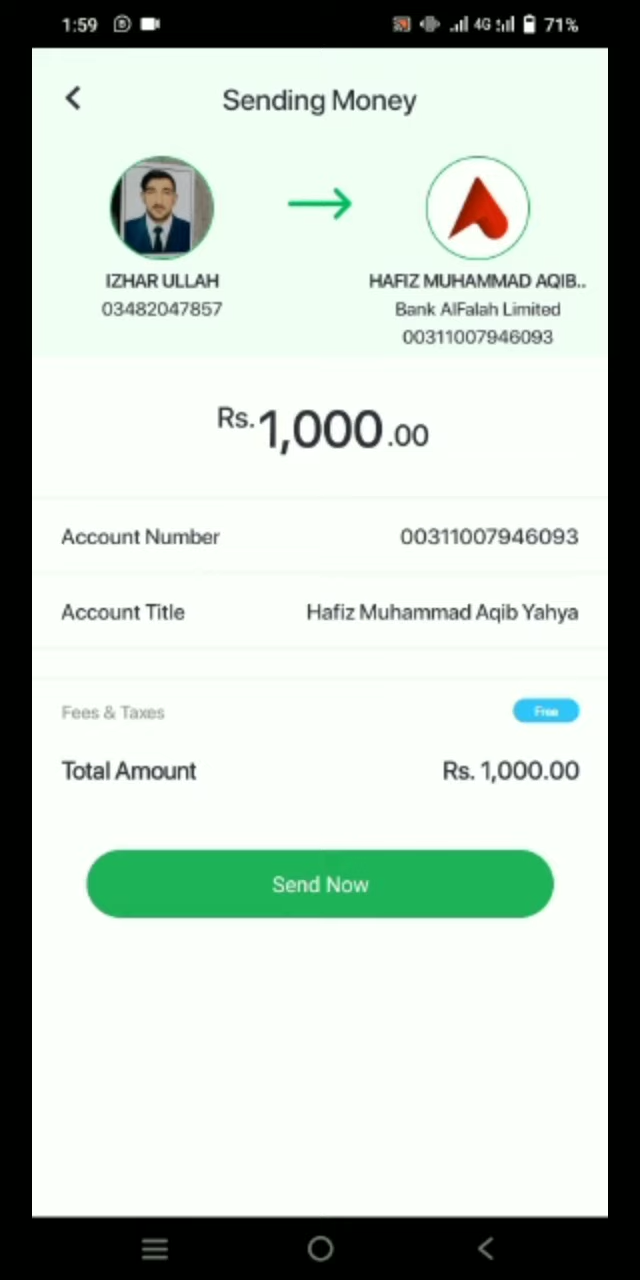 1:59 4G 71%
Sending Money
IZHAR ULLAH
03482047857
HAFIZ MUHAMMAD AQIB..
Bank AlFalah Limited
00311007946093
Rs. 1,000.00
Account Number 00311007946093
Account Title Hafiz Muhammad Aqib Yahya
Fees & Taxes Free
Total Amount Rs. 1,000.00
Send Now